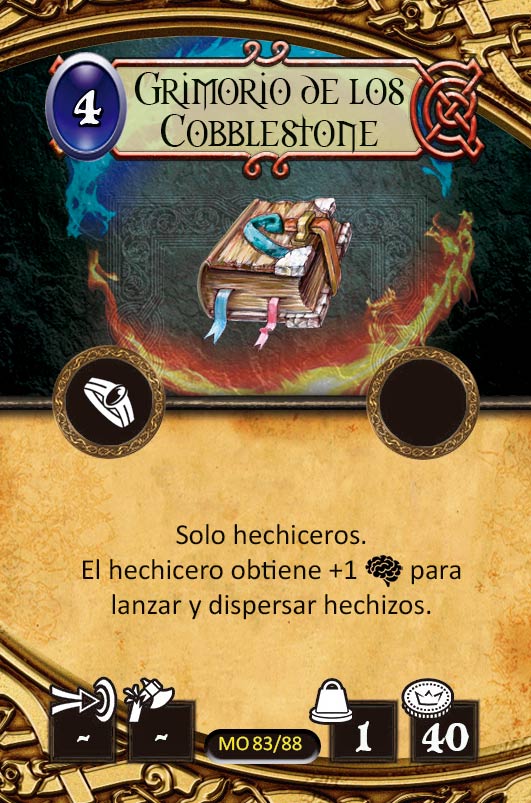 4
Grimorio de los
Cobblestone
Solo hechiceros.
El hechicero obtiene +1 para
lanzar y dispersar hechizos.
~
~
MO 83/88
1
40